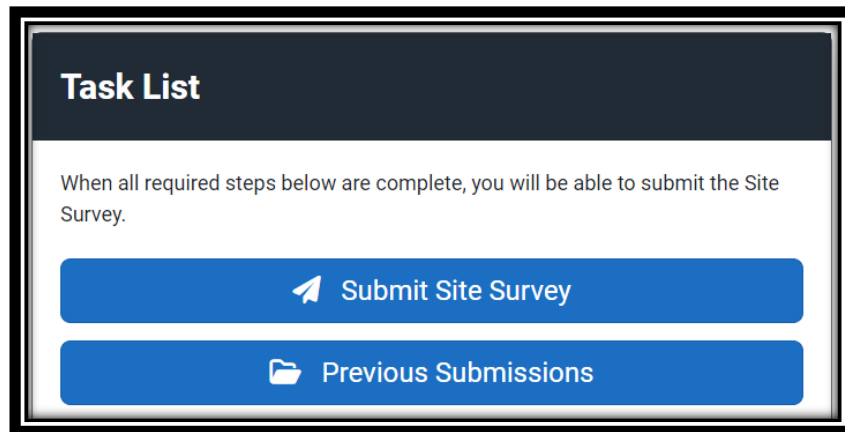 Task List
When all required steps below are complete, you will be able to submit the Site
Survey.
Submit Site Survey
Previous Submissions